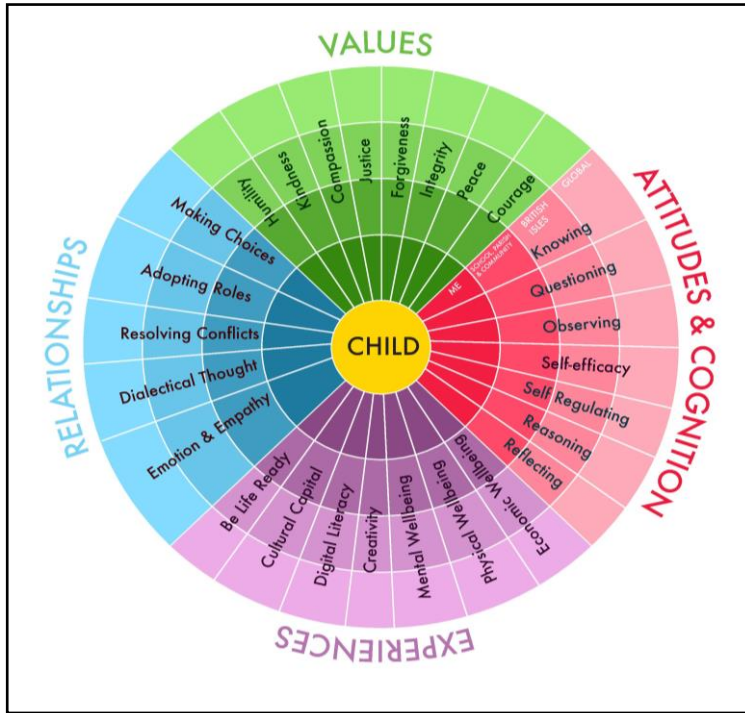 VALUES
Humility
Kindness
Compassion
Justice
Forgiveness
Integrity
Peace
Courage
GLOBAL
BRITISH
ISLES
SCHOOL PARISH
& COMMUNITY
ME
ATTITUDES & COGNITION
Knowing
Questioning
Observing
Self-efficacy
Self Regulating
Reasoning
Reflecting
EXPERIENCES
Economic Wellbeing
Physical Wellbeing
Mental Wellbeing
Creativity
Digital Literacy
Cultural Capital
Be Life Ready
RELATIONSHIPS
Making Choices
Adopting Roles
Resolving Conflicts
Dialectical Thought
Emotion & Empathy
CHILD